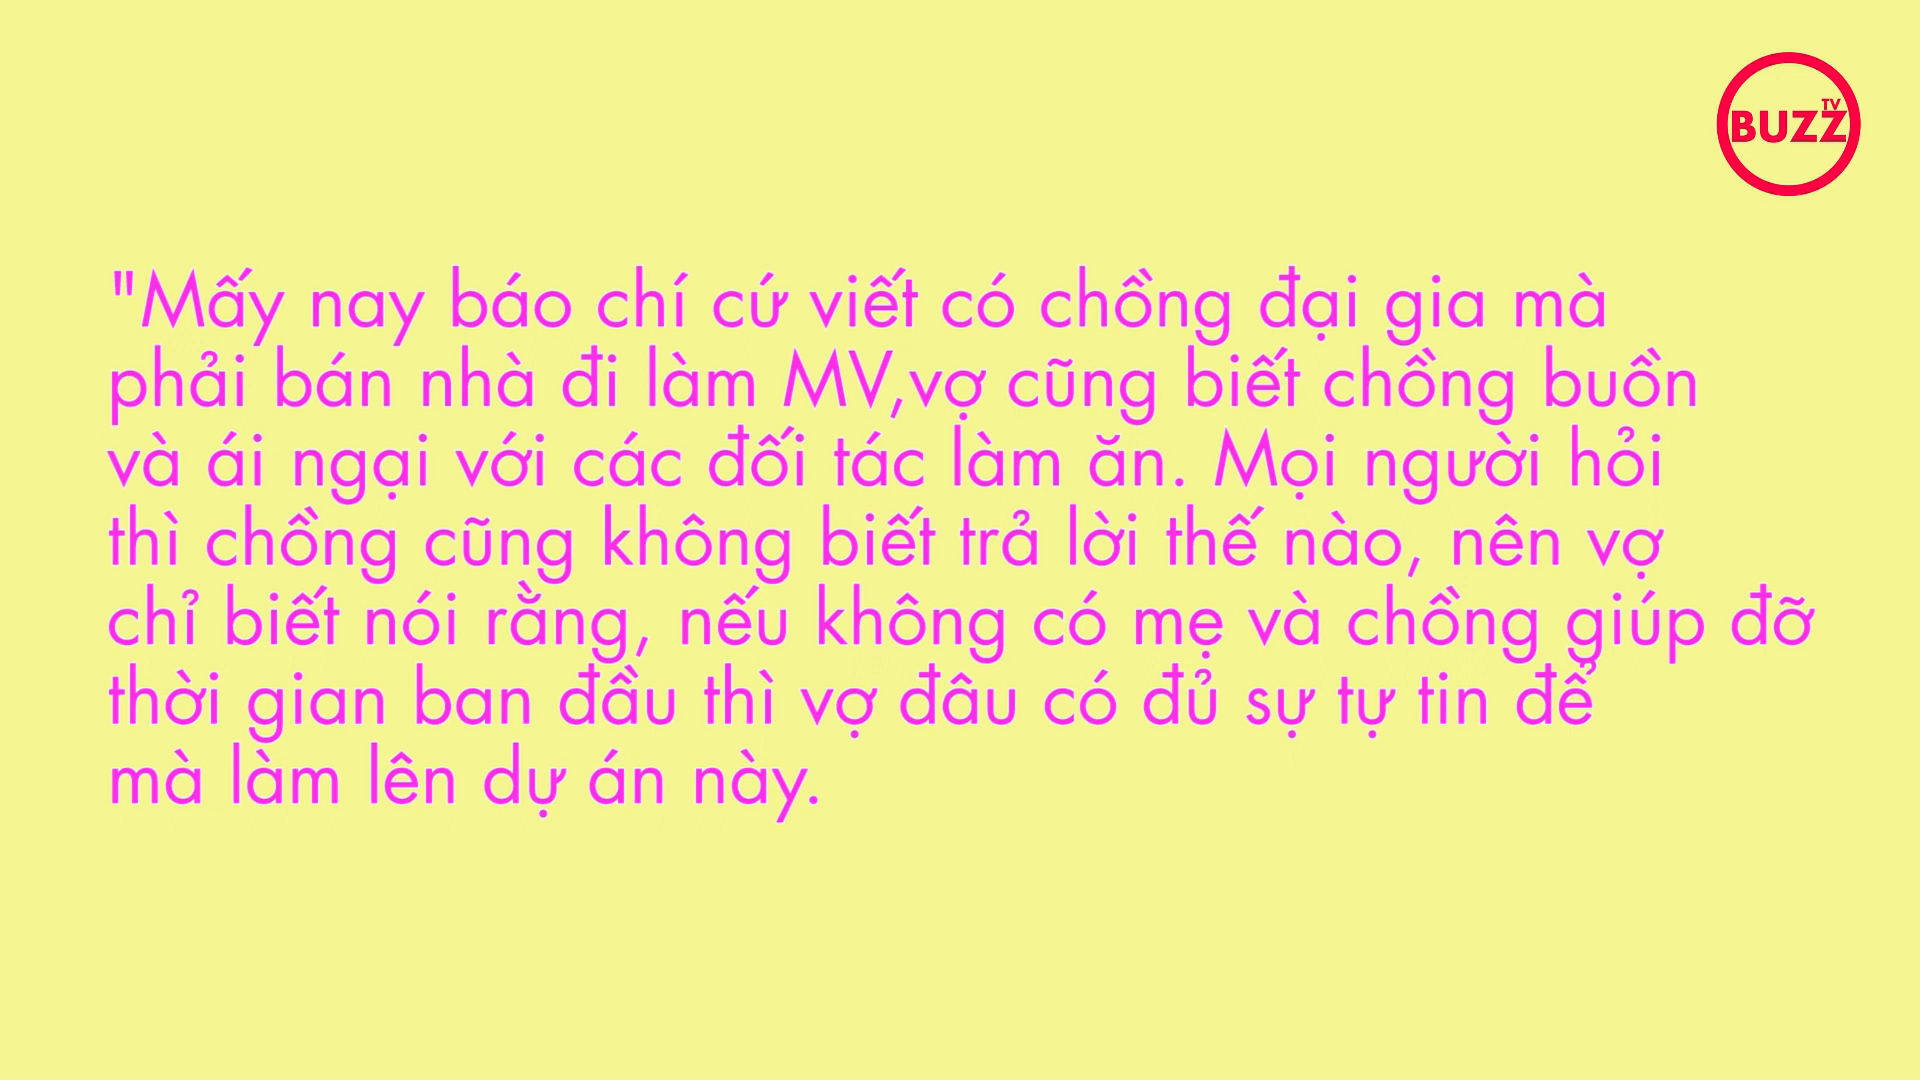 BUZZ TV
"Mấy nay báo chí cứ viết có chồng đại gia mà
phải bán nhà đi làm MV,vợ cũng biết chồng buồn
và ái ngại với các đối tác làm ăn. Mọi người hỏi
thì chồng cũng không biết trả lời thế nào, nên vợ
chỉ biết nói rằng, nếu không có mẹ và chồng giúp đỡ
thời gian ban đầu thì vợ đâu có đủ sự tự tin để
mà làm lên dự án này.